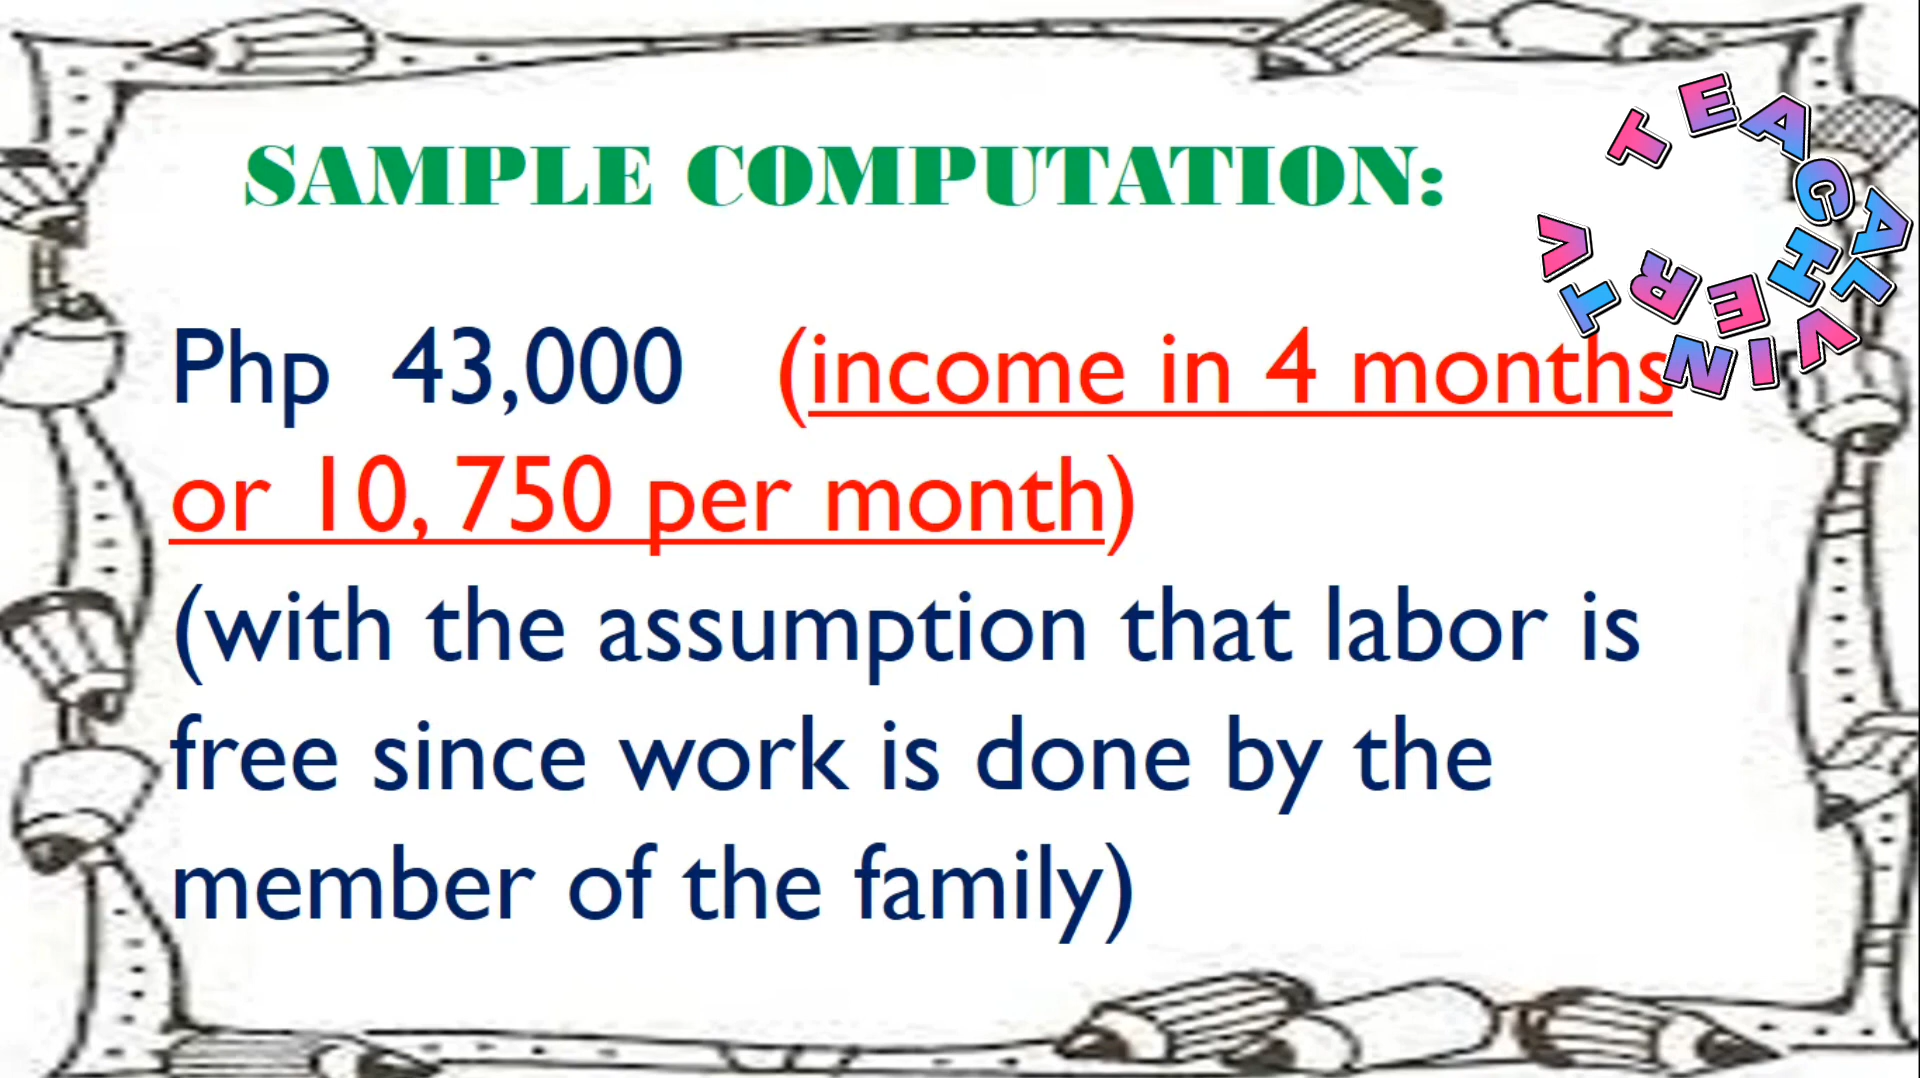 SAMPLE COMPUTATION:
TEACHER
ALVIN TV
Php 43,000 (income in 4 months
or 10, 750 per month)
(with the assumption that labor is
free since work is done by the
member of the family)